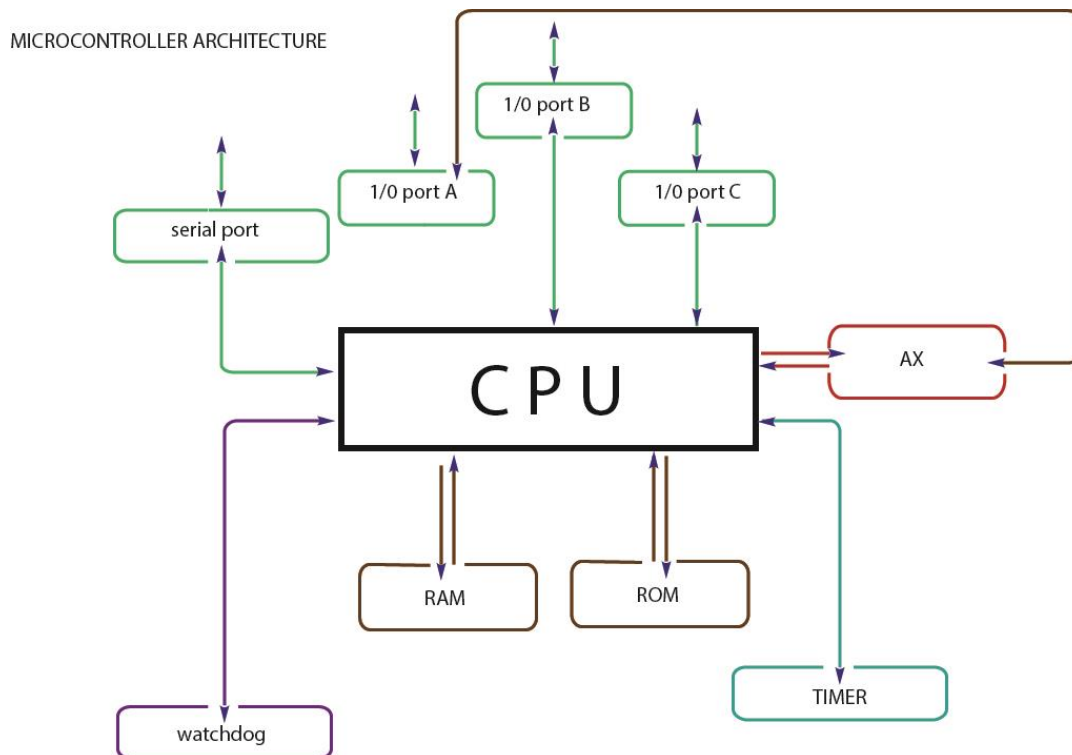 MICROCONTROLLER ARCHITECTURE
1/0 port B
1/0 port A
1/0 port C
serial port
CPU
AX
RAM
ROM
TIMER
watchdog